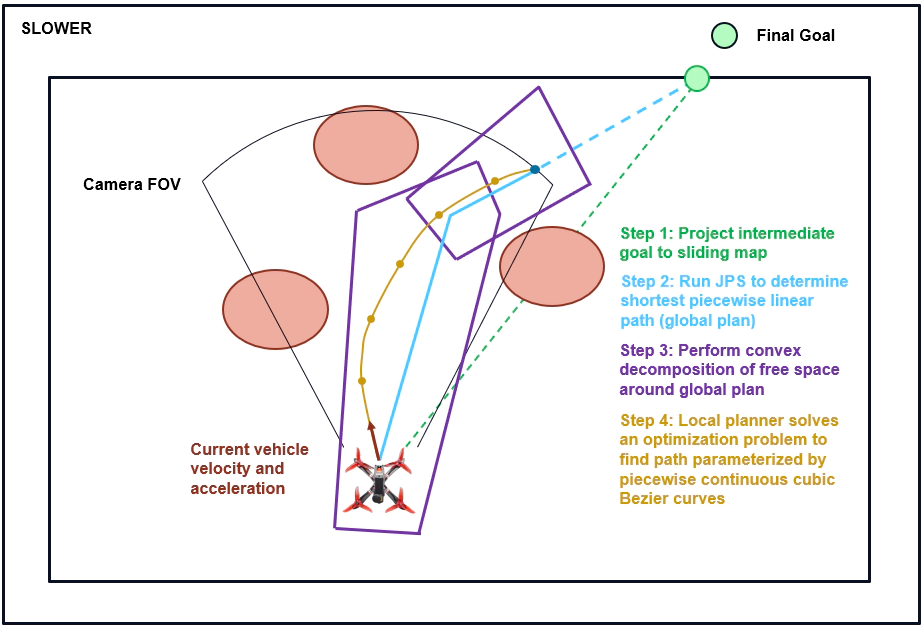 SLOWER
Final Goal
Camera FOV
Step 1: Project intermediate
goal to sliding map
Step 2: Run JPS to determine
shortest piecewise linear
path (global plan)
Step 3: Perform convex
decomposition of free space
around global plan
Step 4: Local planner solves
an optimization problem to
find path parameterized by
piecewise continuous cubic
Bezier curves
Current vehicle
velocity and
acceleration